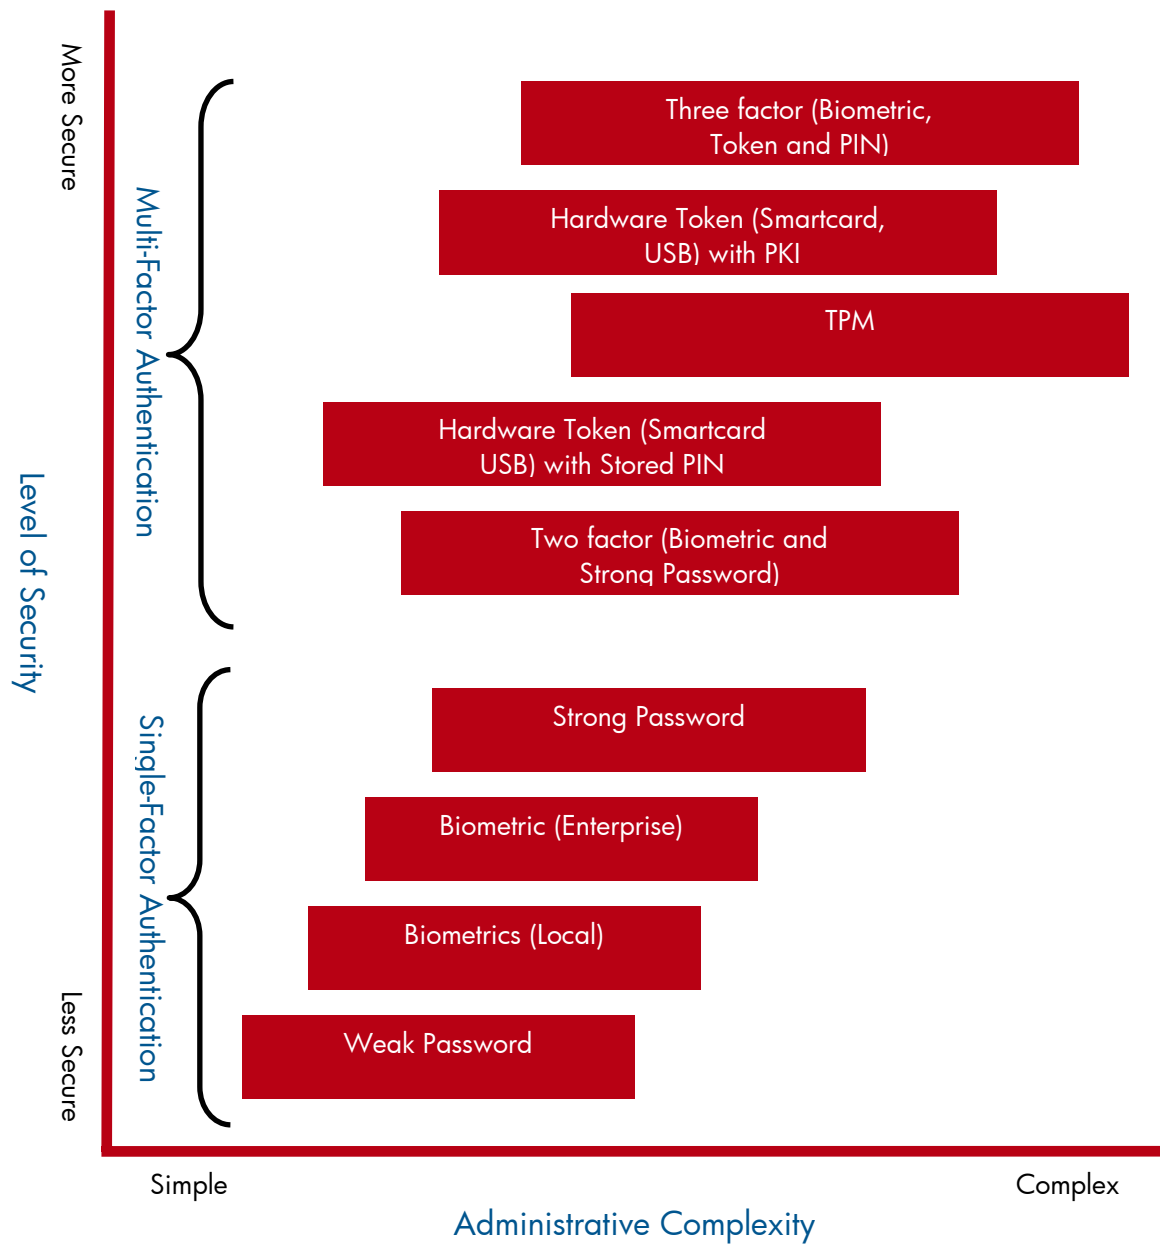 More Secure
Three factor (Biometric,
Token and PIN)
Hardware Token (Smartcard,
USB) with PKI
TPM
Multi-Factor Authentication
Hardware Token (Smartcard
USB) with Stored PIN
Two factor (Biometric and
Strong Password)
Level of Security
Strong Password
Biometric (Enterprise)
Single-Factor Authentication
Biometrics (Local)
Weak Password
Less Secure
Simple
Complex
Administrative Complexity